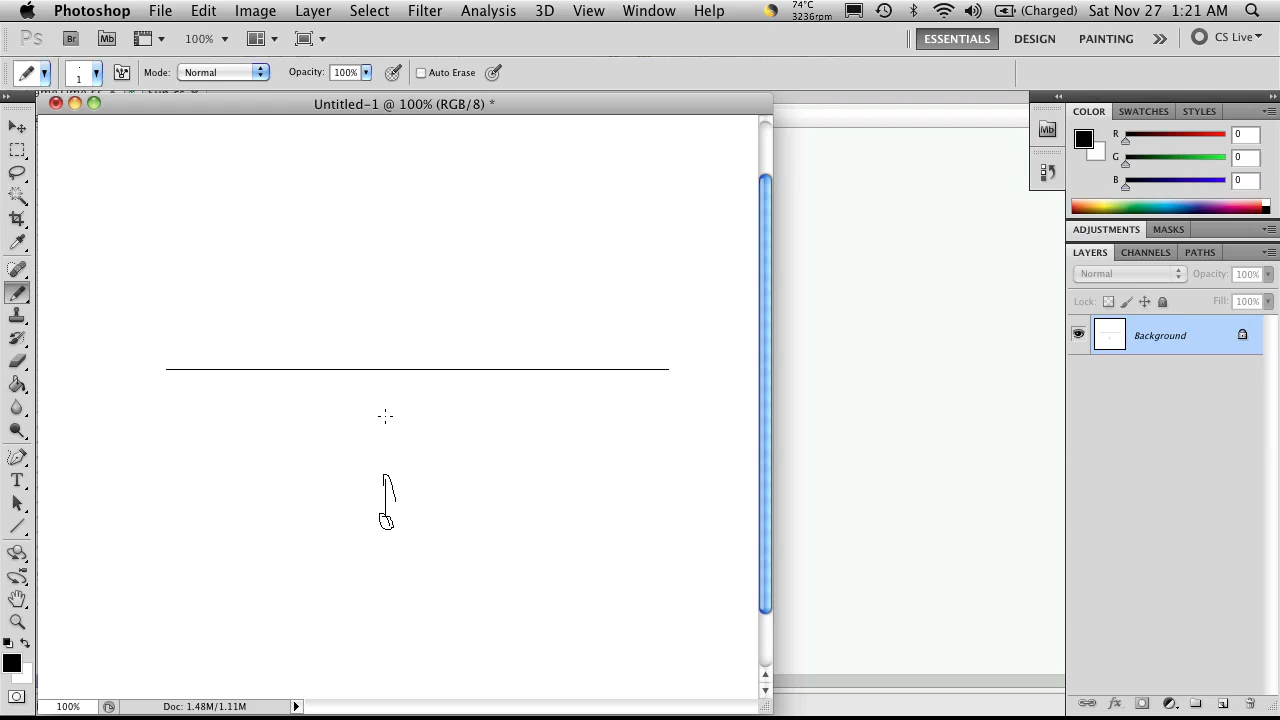 Photoshop File Edit Image Layer Select Filter Analysis 3D View Window Help 74°C 3236rpm (Charged) Sat Nov 27 1:21 AM
Ps Br Mb 100% ESSENTIALS DESIGN PAINTING CS Live
1 Mode: Normal Opacity: 100% Auto Erase
Untitled-1 @ 100% (RGB/8) *
Mb
COLOR SWATCHES STYLES
R 0
G 0
B 0
ADJUSTMENTS MASKS
LAYERS CHANNELS PATHS
Normal Opacity: 100%
Lock: Fill: 100%
Background
T
fx
100% Doc: 1.48M/1.11M